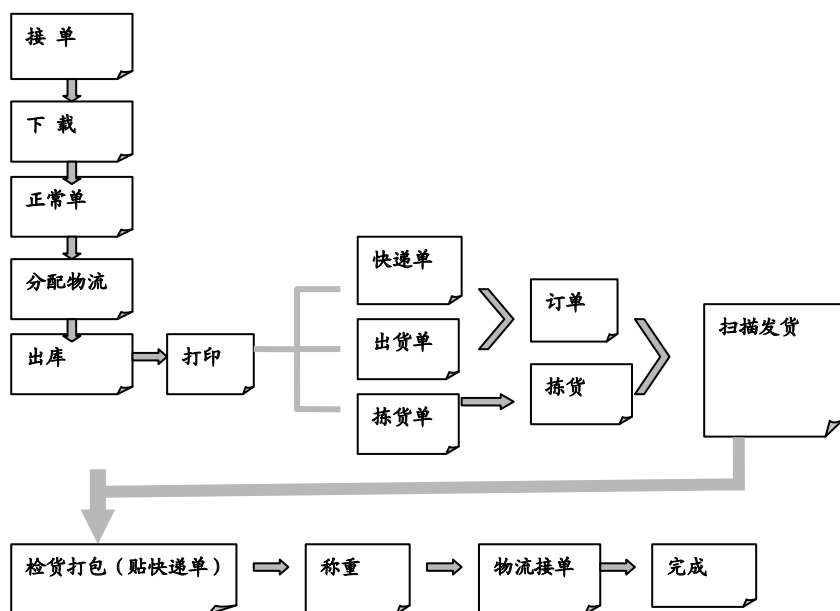 接 单
下 载
正常单
分配物流
出库
打印
快递单
出货单
拣货单
订单
拣货
扫描发货
检货打包（贴快递单）
称重
物流接单
完成